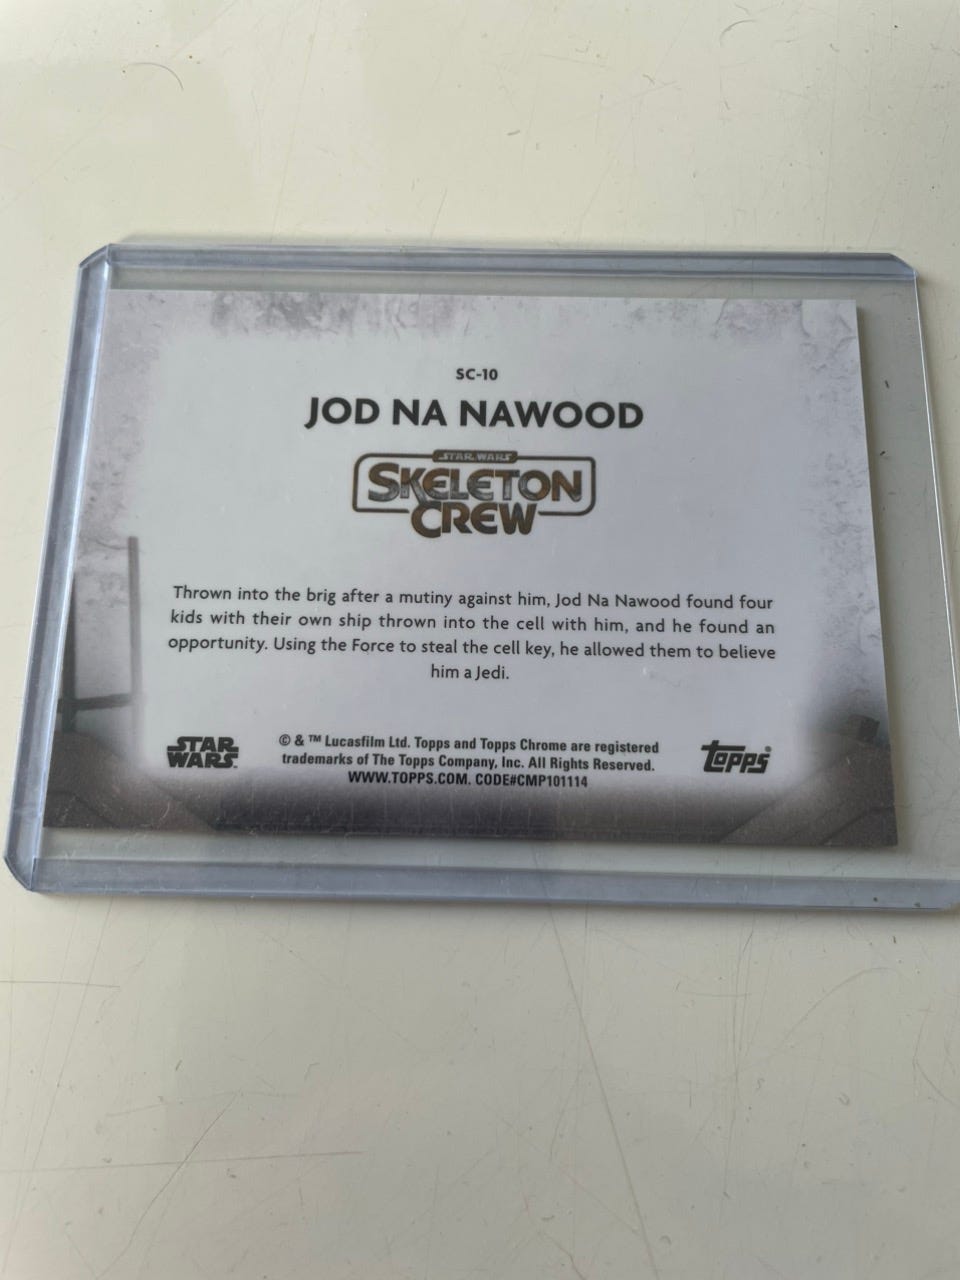 SC-10
JOD NA NAWOOD
STAR WARS
SKELETON
CREW
Thrown into the brig after a mutiny against him, Jod Na Nawood found four
kids with their own ship thrown into the cell with him, and he found an
opportunity. Using the Force to steal the cell key, he allowed them to believe
him a Jedi.
STAR
WARS
© & ™ Lucasfilm Ltd. Topps and Topps Chrome are registered
trademarks of The Topps Company, Inc. All Rights Reserved.
WWW.TOPPS.COM. CODE#CMP101114
topps